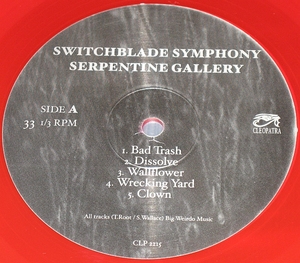 SWITCHBLADE SYMPHONY
SERPENTINE GALLERY
SIDE A
33 1/3 RPM
CLEOPATRA
1. Bad Trash
2. Dissolve
3. Wallflower
4. Wrecking Yard
5. Clown
All tracks (T.Root / S.Wallace) Big Weirdo Music
CLP 2215